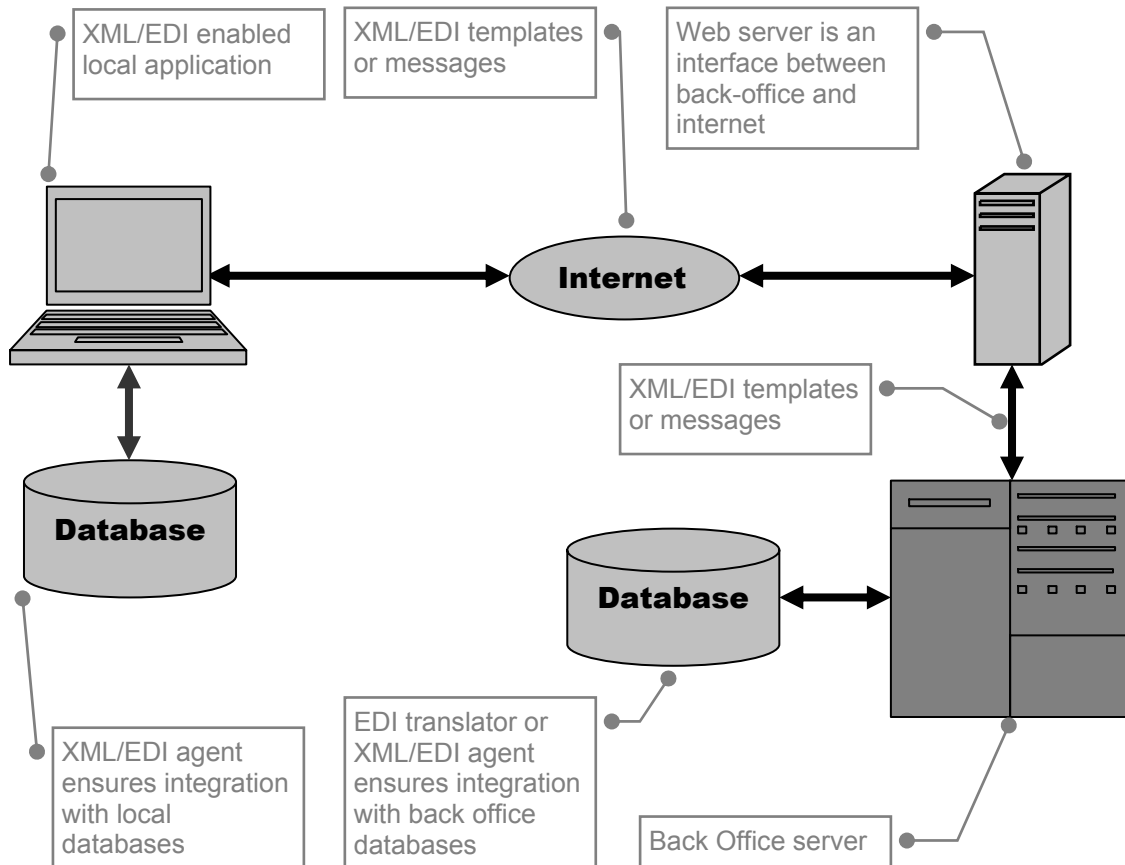 XML/EDI enabled
local application
XML/EDI templates
or messages
Web server is an
interface between
back-office and
internet
Internet
XML/EDI templates
or messages
Database
Database
XML/EDI agent
ensures integration
with local
databases
EDI translator or
XML/EDI agent
ensures integration
with back office
databases
Back Office server